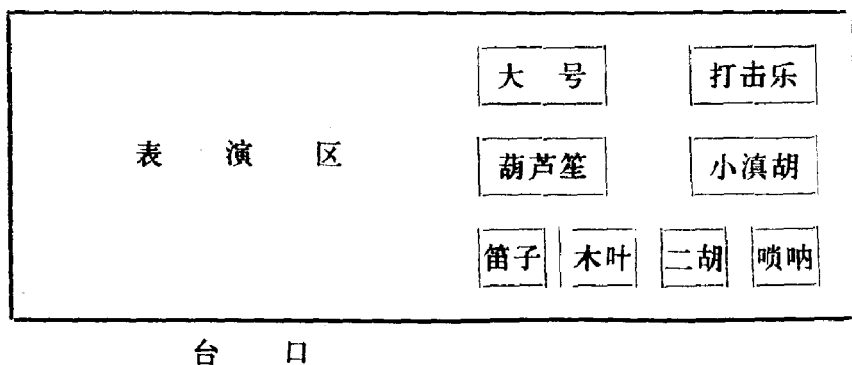 大 号 打击乐
表 演 区 葫芦笙 小滇胡
笛子 木叶 二胡 唢呐
台 口